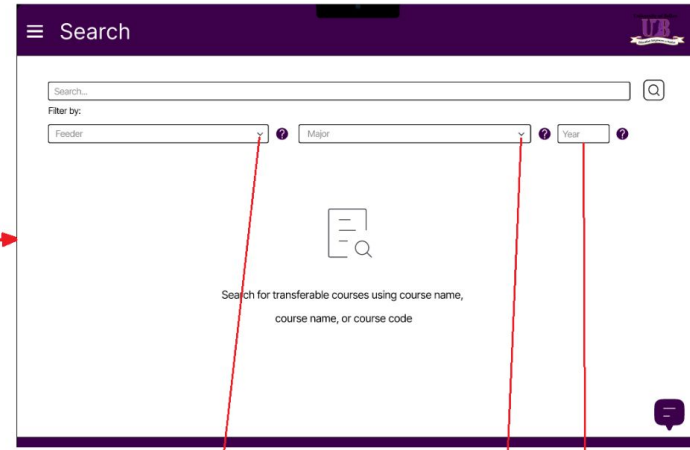 Search
UB
Search...
Filter by:
Feeder
?
Major
?
Year
?
Search for transferable courses using course name,
course name, or course code